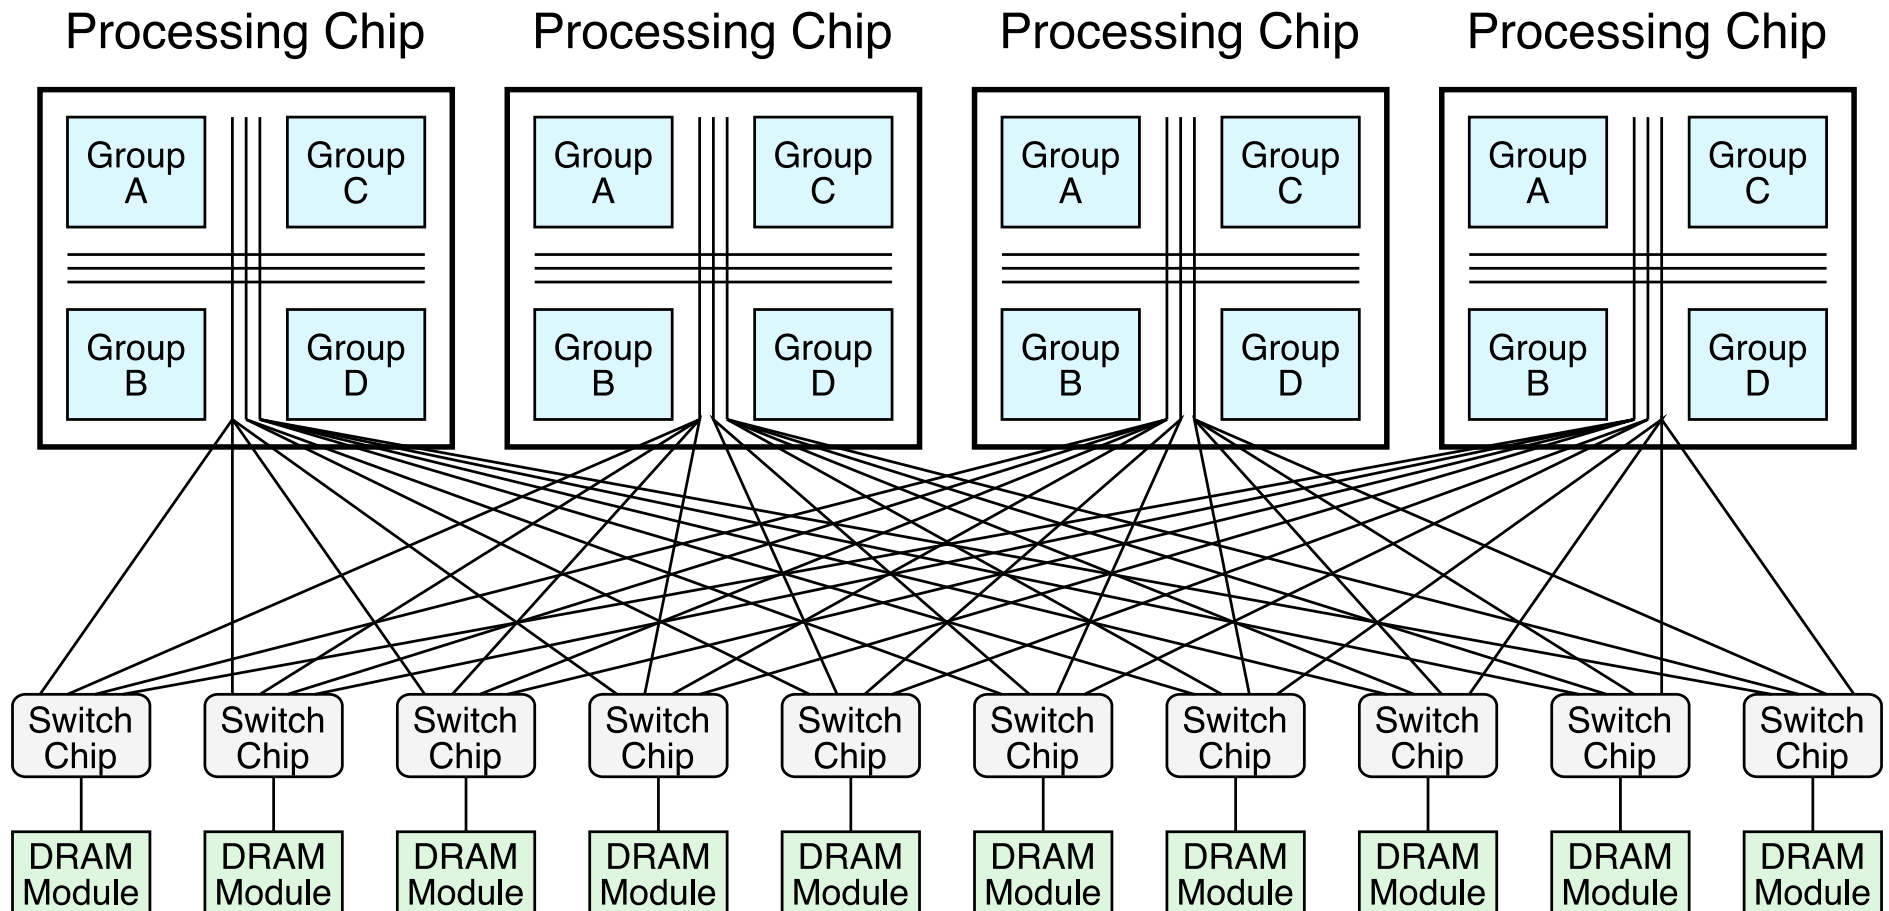 Processing Chip
Processing Chip
Processing Chip
Processing Chip
Group
A
Group
C
Group
A
Group
C
Group
A
Group
C
Group
A
Group
C
Group
B
Group
D
Group
B
Group
D
Group
B
Group
D
Group
B
Group
D
Switch
Chip
Switch
Chip
Switch
Chip
Switch
Chip
Switch
Chip
Switch
Chip
Switch
Chip
Switch
Chip
Switch
Chip
Switch
Chip
DRAM
Module
DRAM
Module
DRAM
Module
DRAM
Module
DRAM
Module
DRAM
Module
DRAM
Module
DRAM
Module
DRAM
Module
DRAM
Module